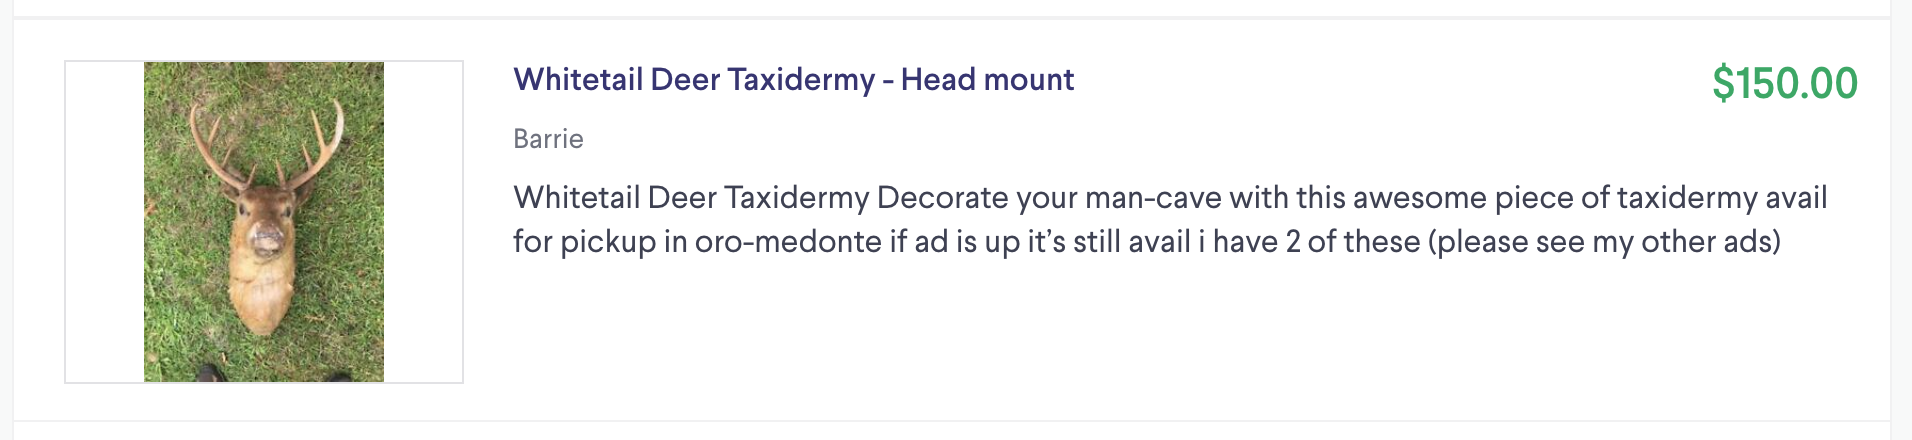 Whitetail Deer Taxidermy - Head mount
$150.00
Barrie
Whitetail Deer Taxidermy Decorate your man-cave with this awesome piece of taxidermy avail
for pickup in oro-medonte if ad is up it’s still avail i have 2 of these (please see my other ads)